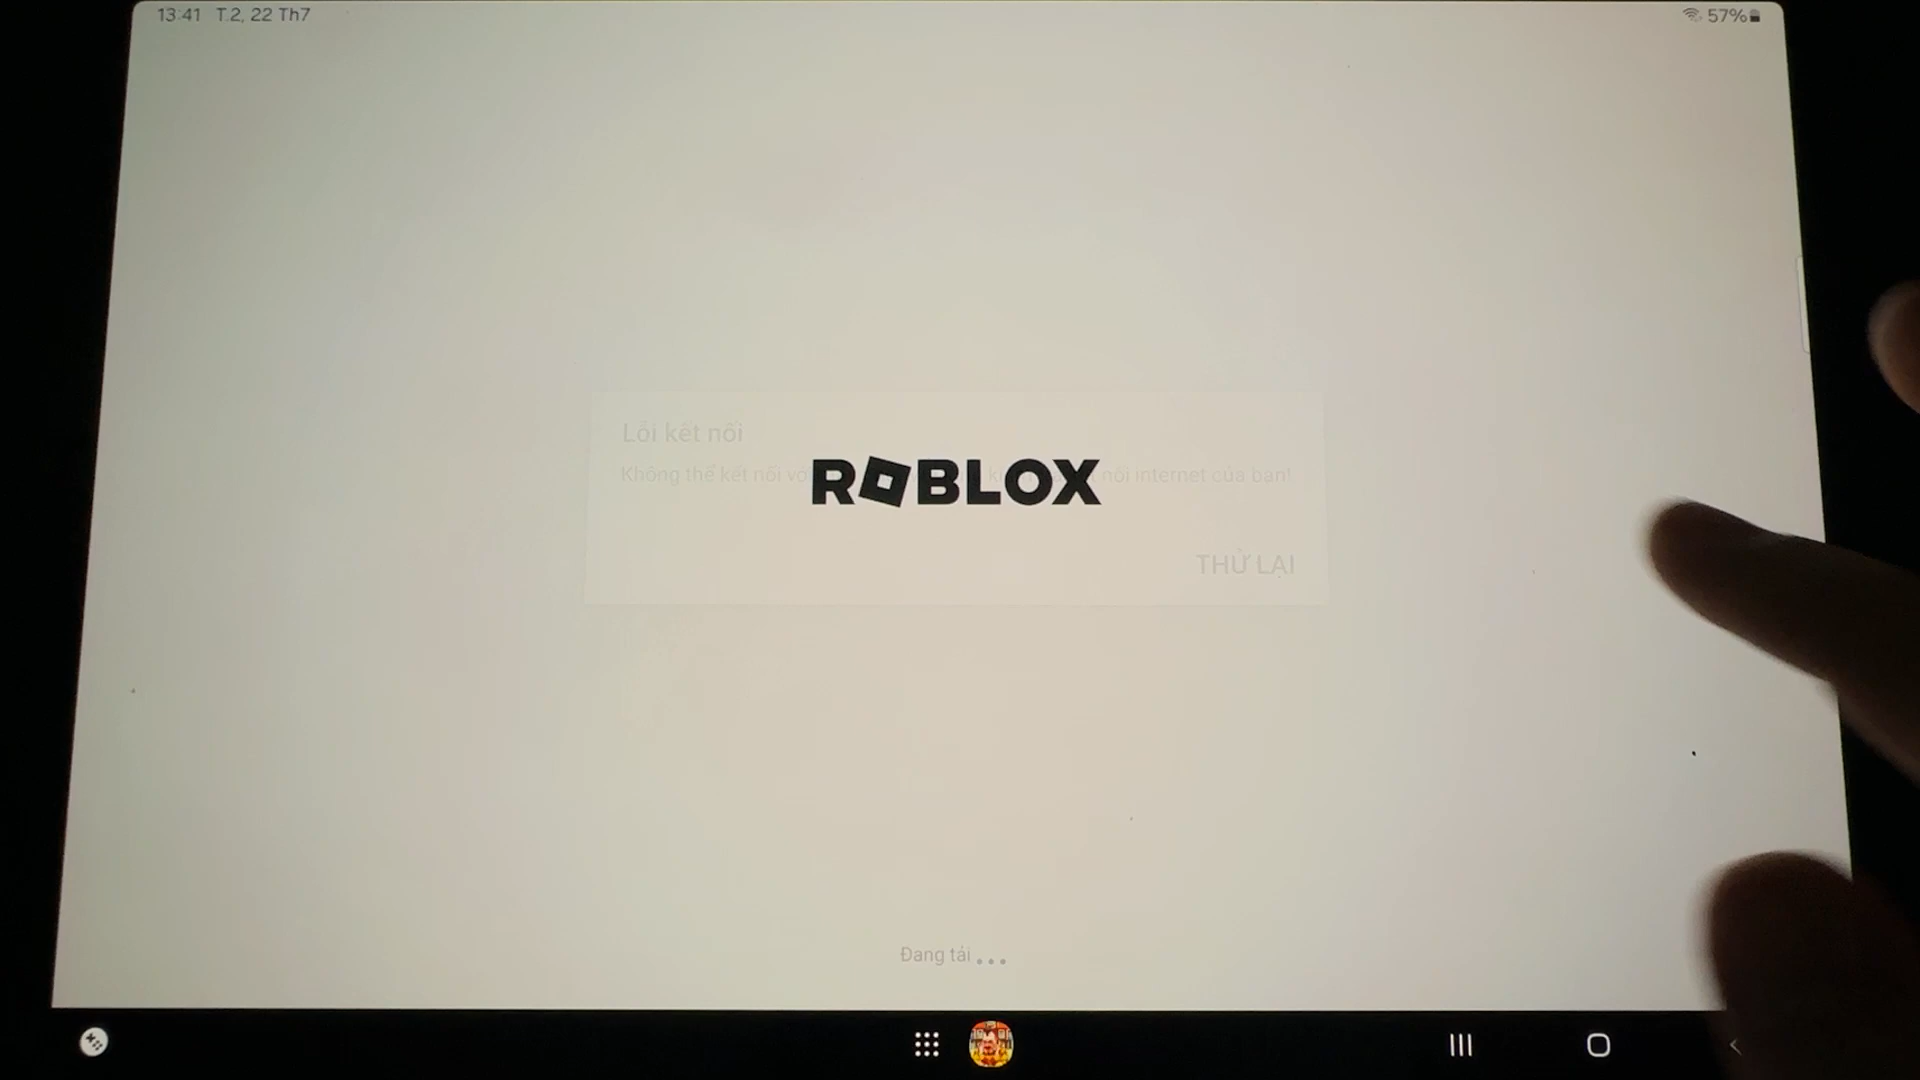 13:41 T.2, 22 Th7
57%
Lỗi kết nối
Không thể kết nối nối internet của bạn!
ROBLOX
THỬ LẠI
Đang tải...